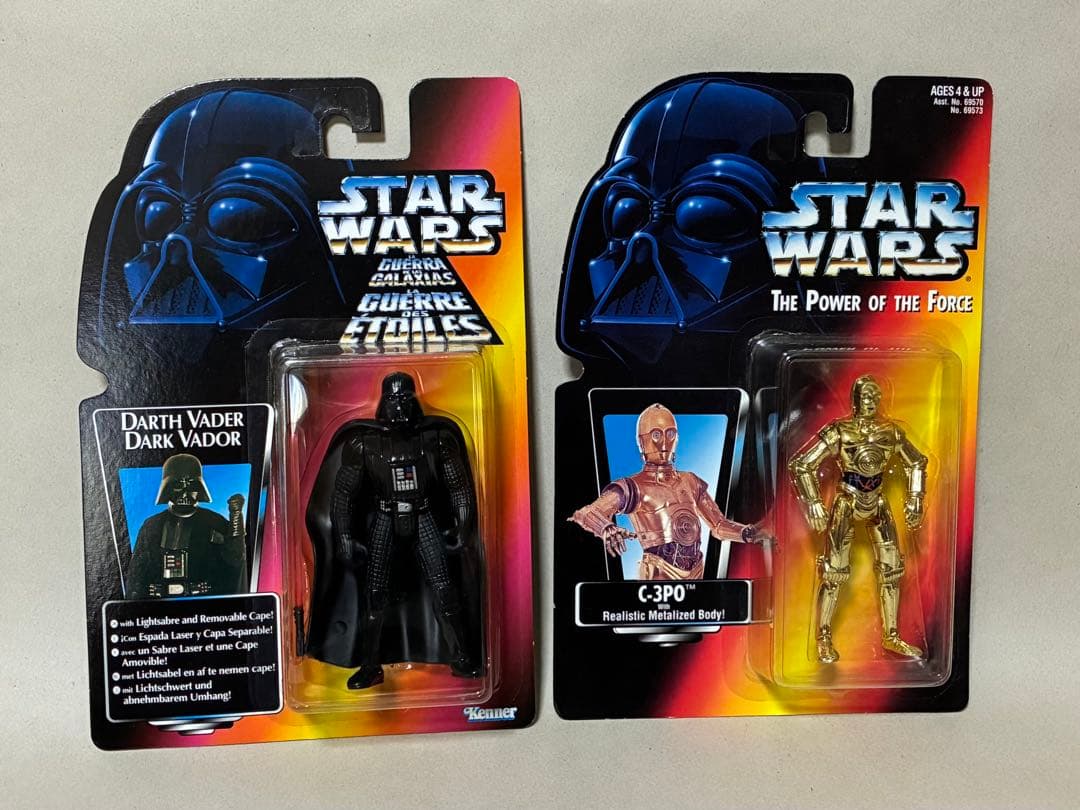 STAR
WARS
LA
GUERRA
DE LAS
GALAXIAS
LA
GUERRE
DES
ÉTOILES
DARTH VADER
DARK VADOR
with Lightsabre and Removable Cape!
¡Con Espada Laser y Capa Separable!
avec un Sabre Laser et une Cape
Amovible!
met Lichtsabel en af te nemen cape!
mit Lichtschwert und
abnehmbarem Umhang!
Kenner
AGES 4 & UP
Asst. No. 69570
No. 69573
STAR
WARS®
THE POWER OF THE FORCE
C-3PO™
With
Realistic Metalized Body!